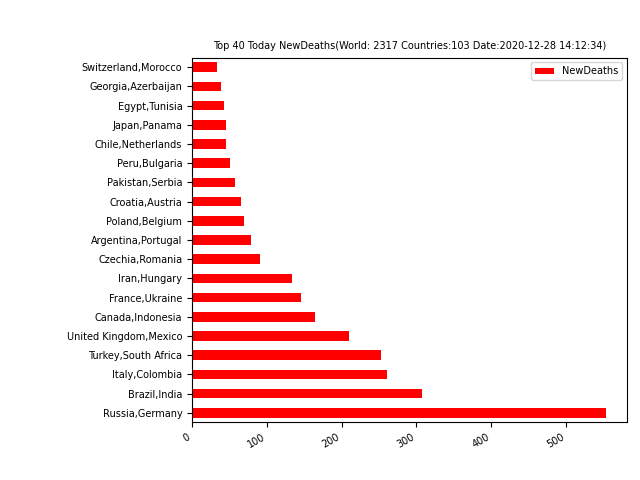 Top 40 Today NewDeaths(World: 2317 Countries:103 Date:2020-12-28 14:12:34)
NewDeaths
Switzerland,Morocco
Georgia,Azerbaijan
Egypt,Tunisia
Japan,Panama
Chile,Netherlands
Peru,Bulgaria
Pakistan,Serbia
Croatia,Austria
Poland,Belgium
Argentina,Portugal
Czechia,Romania
Iran,Hungary
France,Ukraine
Canada,Indonesia
United Kingdom,Mexico
Turkey,South Africa
Italy,Colombia
Brazil,India
Russia,Germany
0 100 200 300 400 500